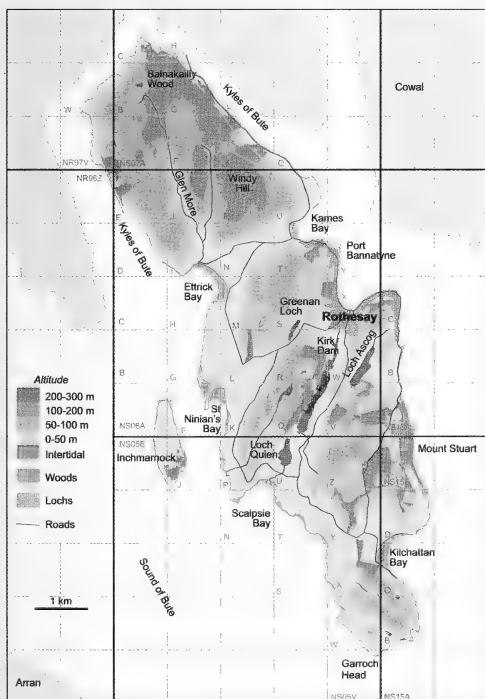 Balnakailly
Wood
Kyles of Bute
Cowal
NR97V
NS07A
NR96Z
Glen More
Windy
Hill
Kames
Bay
Kyles of Bute
Port
Bannatyne
Ettrick
Bay
Greenan
Loch
Rothesay
Kirk
Dam
Loch Ascog
Altitude
200-300 m
100-200 m
50-100 m
0-50 m
Intertidal
Woods
Lochs
Roads
St
Ninian's
Bay
NS06A
NS05E
Inchmarnock
Loch
Quien
Mount Stuart
Scalpsie
Bay
Kilchattan
Bay
Sound of Bute
1 km
Garroch
Head
Arran
NS05V
NS15A